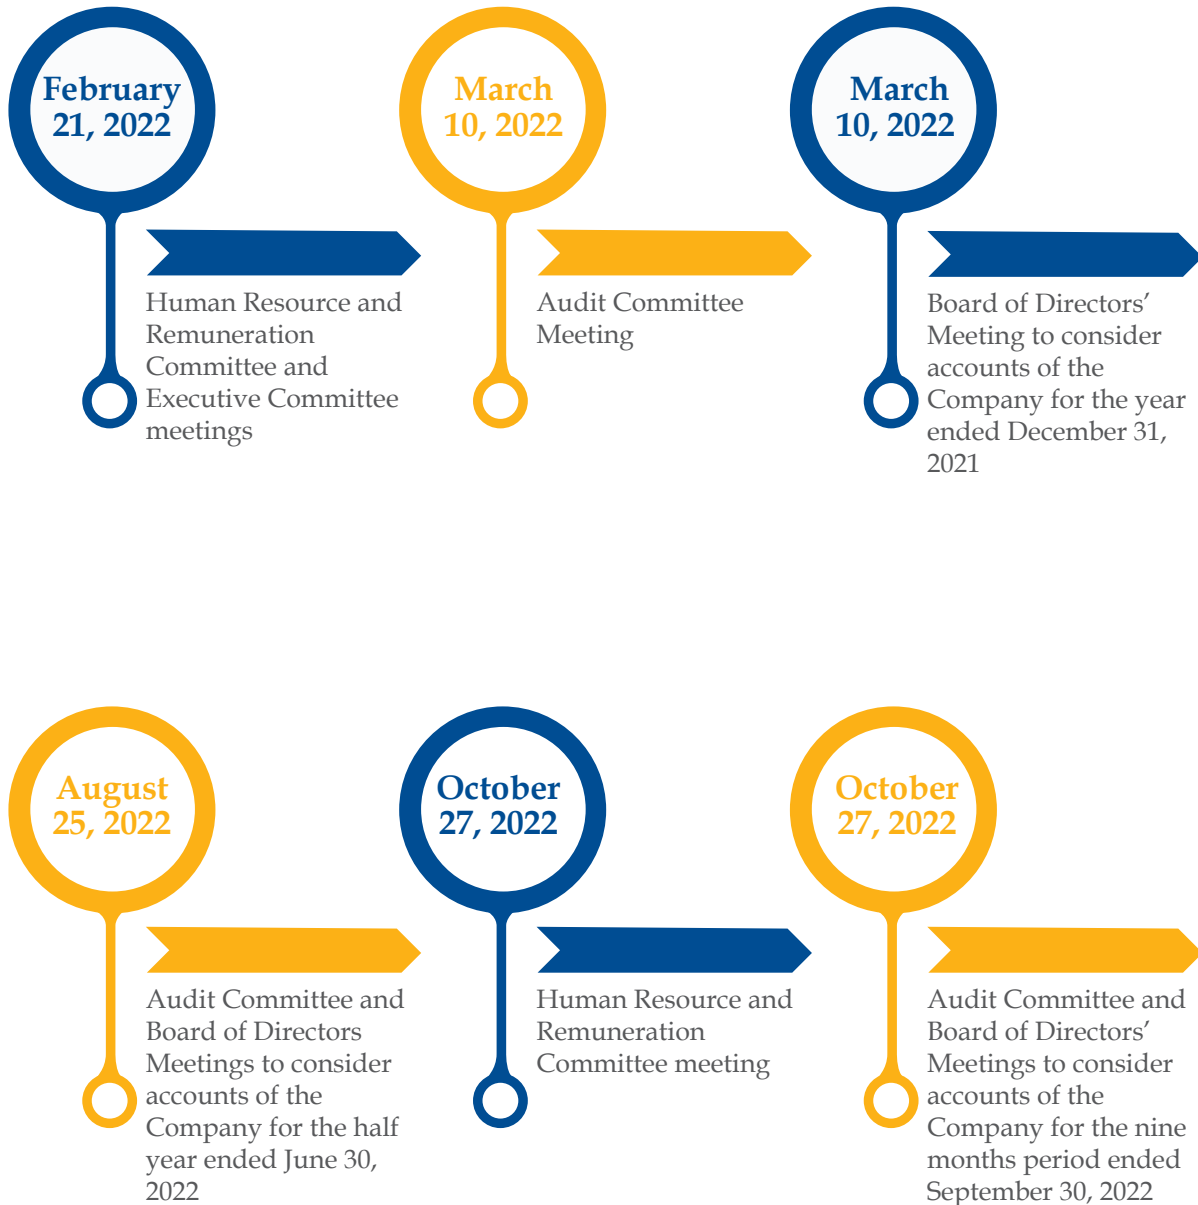 February
21, 2022
Human Resource and
Remuneration
Committee and
Executive Committee
meetings
March
10, 2022
Audit Committee
Meeting
March
10, 2022
Board of Directors’
Meeting to consider
accounts of the
Company for the year
ended December 31,
2021
August
25, 2022
Audit Committee and
Board of Directors
Meetings to consider
accounts of the
Company for the half
year ended June 30,
2022
October
27, 2022
Human Resource and
Remuneration
Committee meeting
October
27, 2022
Audit Committee and
Board of Directors’
Meetings to consider
accounts of the
Company for the nine
months period ended
September 30, 2022